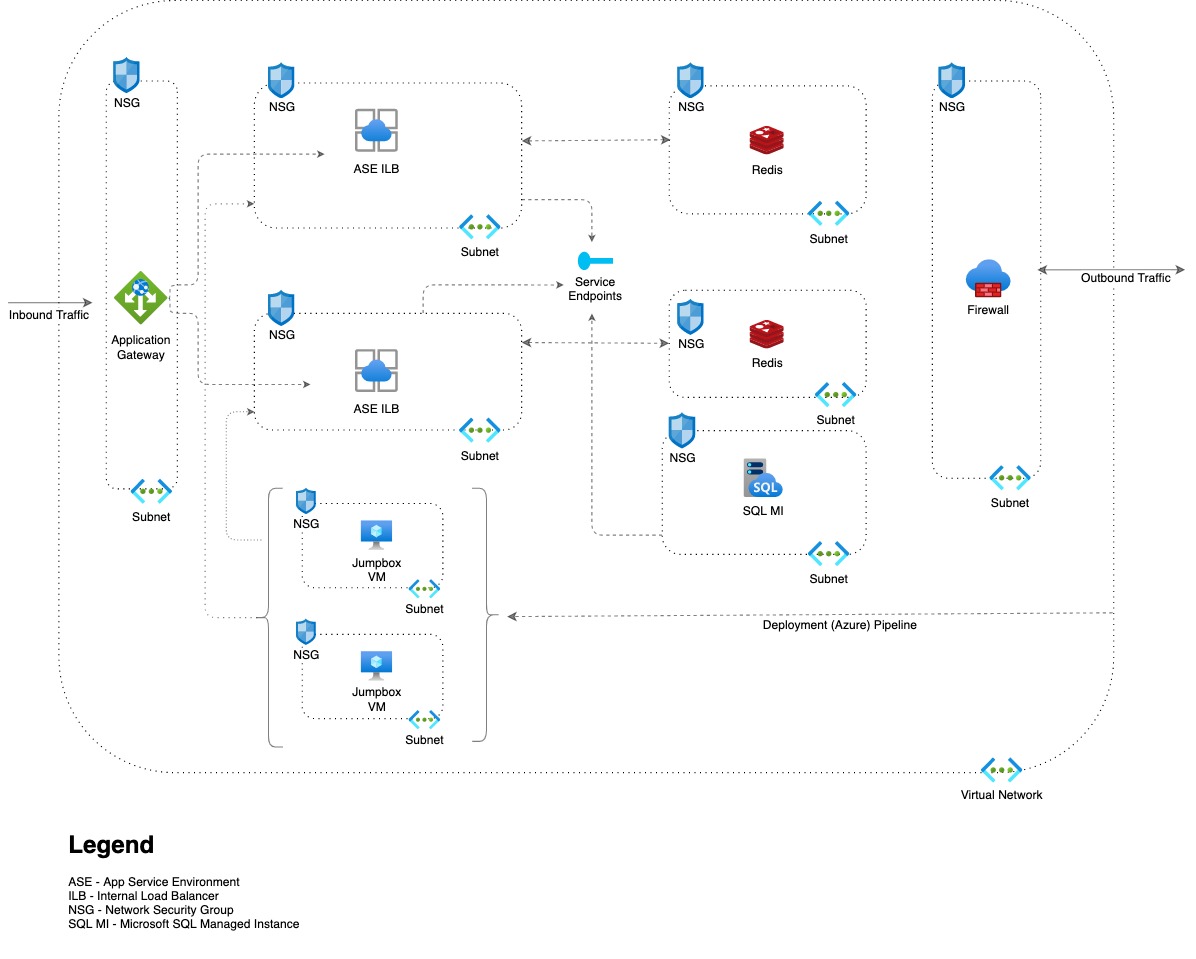 NSG
NSG
NSG
NSG
ASE ILB
Redis
Subnet
Subnet
Service
Endpoints
Outbound Traffic
Inbound Traffic
Firewall
Application
Gateway
NSG
NSG
Redis
ASE ILB
Subnet
Subnet
NSG
SQL MI
Subnet
Subnet
NSG
Jumpbox
VM
Subnet
Subnet
Deployment (Azure) Pipeline
NSG
Jumpbox
VM
Subnet
Virtual Network
Legend
ASE - App Service Environment
ILB - Internal Load Balancer
NSG - Network Security Group
SQL MI - Microsoft SQL Managed Instance